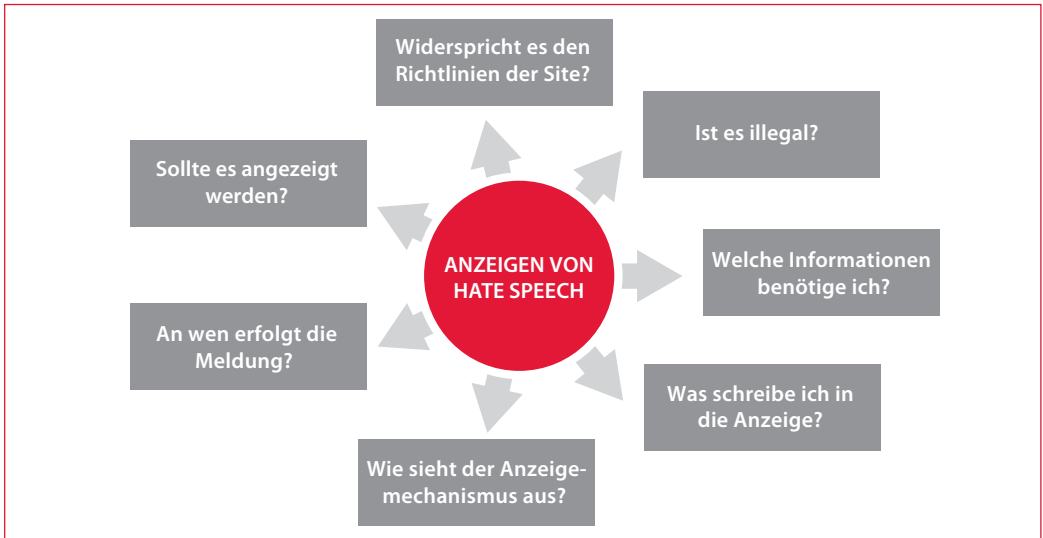 Widerspricht es den
Richtlinien der Site?
Ist es illegal?
Sollte es angezeigt
werden?
ANZEIGEN VON
HATE SPEECH
Welche Informationen
benötige ich?
An wen erfolgt die
Meldung?
Was schreibe ich in
die Anzeige?
Wie sieht der Anzeige-
mechanismus aus?